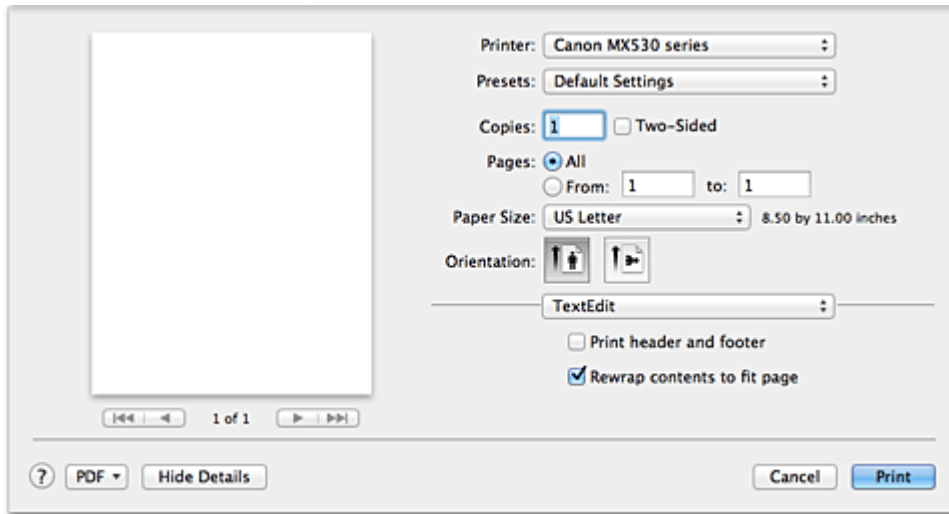 Printer: Canon MX530 series
Presets: Default Settings
Copies: 1 Two-Sided
Pages: All
From: 1 to: 1
Paper Size: US Letter 8.50 by 11.00 inches
Orientation:
TextEdit
Print header and footer
Rewrap contents to fit page
1 of 1
? PDF Hide Details Cancel Print